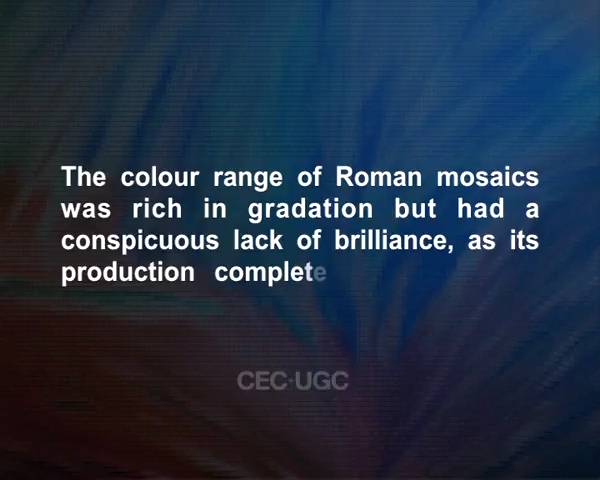 The colour range of Roman mosaics
was rich in gradation but had a
conspicuous lack of brilliance, as its
production complete
CEC-UGC